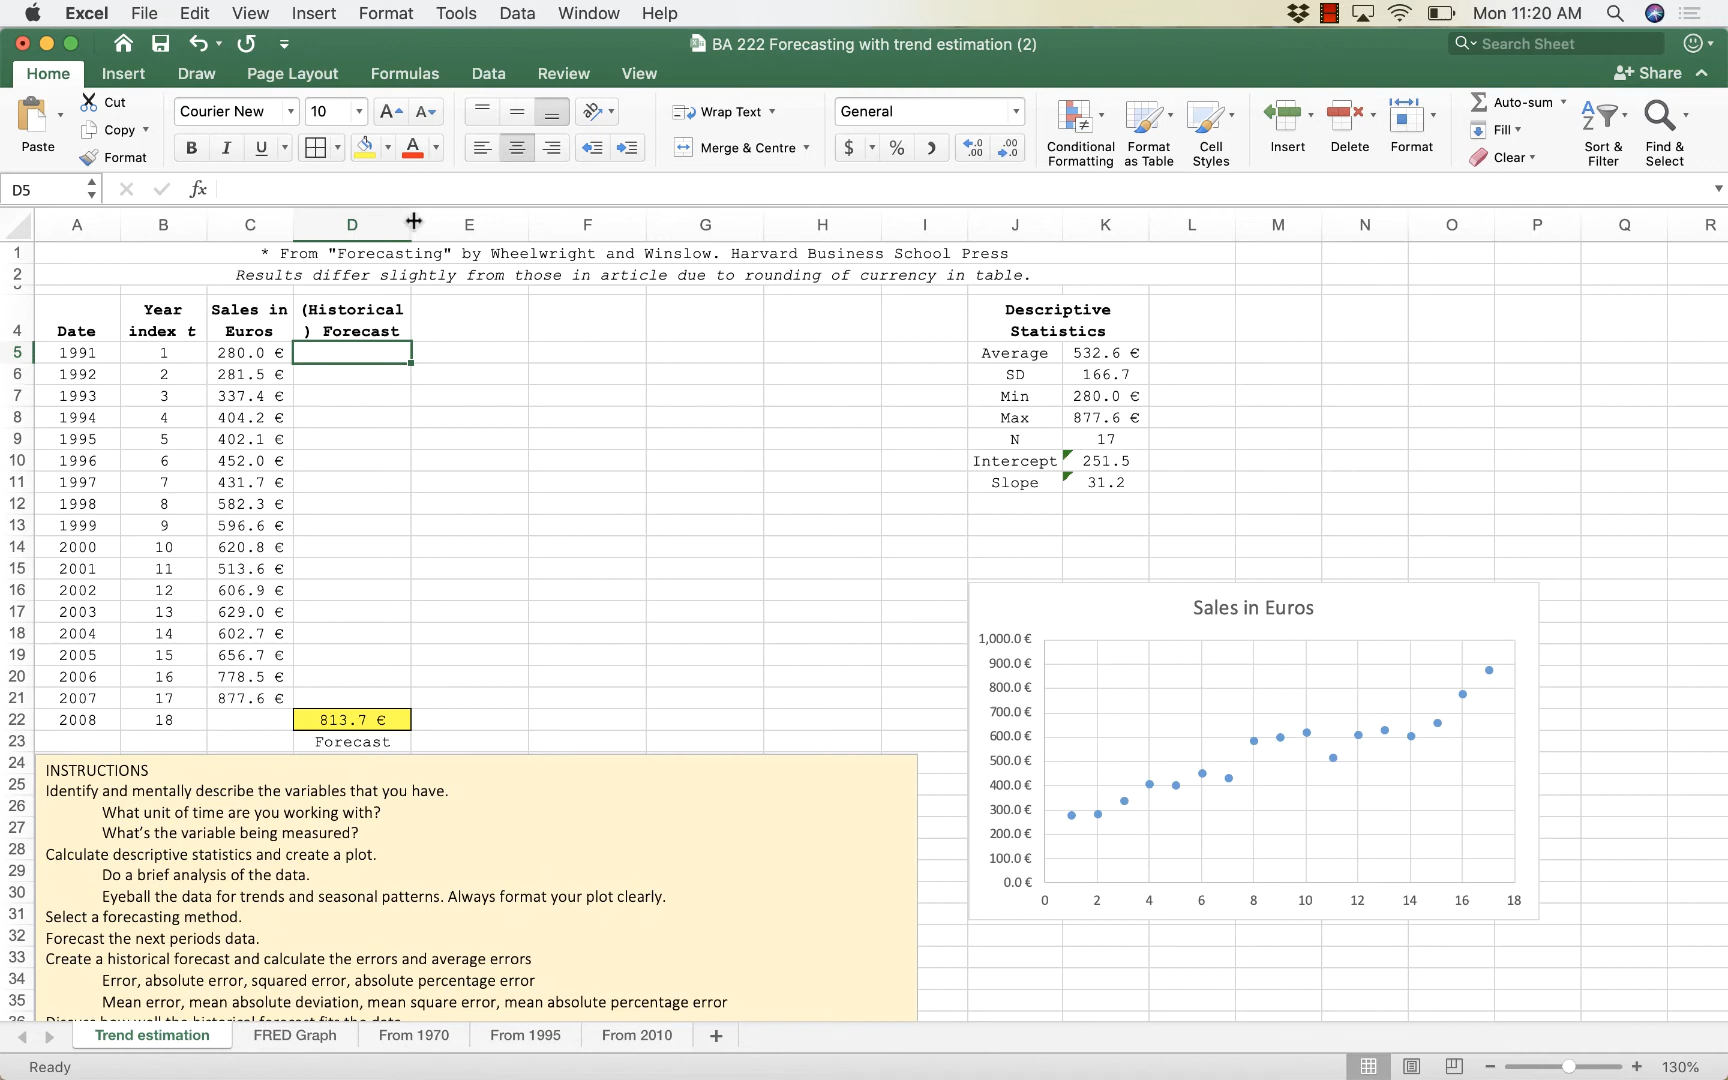 Excel File Edit View Insert Format Tools Data Window Help Mon 11:20 AM
BA 222 Forecasting with trend estimation (2) Search Sheet
Home Insert Draw Page Layout Formulas Data Review View Share
Paste Cut Copy Format
Courier New 10 A A Wrap Text General
B I U A Merge & Centre $ % .00 .0 .00 .0
Conditional Formatting Format as Table Cell Styles Insert Delete Format
Auto-sum Fill Clear Sort & Filter Find & Select
D5 fx
A B C D E F G H I J K L M N O P Q R
1 * From "Forecasting" by Wheelwright and Winslow. Harvard Business School Press
2 Results differ slightly from those in article due to rounding of currency in table.
Year Sales in (Historical Descriptive
4 Date index t Euros ) Forecast Statistics
5 1991 1 280.0 € Average 532.6 €
6 1992 2 281.5 € SD 166.7
7 1993 3 337.4 € Min 280.0 €
8 1994 4 404.2 € Max 877.6 €
9 1995 5 402.1 € N 17
10 1996 6 452.0 € Intercept 251.5
11 1997 7 431.7 € Slope 31.2
12 1998 8 582.3 €
13 1999 9 596.6 €
14 2000 10 620.8 €
15 2001 11 513.6 €
16 2002 12 606.9 €
17 2003 13 629.0 €
18 2004 14 602.7 €
19 2005 15 656.7 €
20 2006 16 778.5 €
21 2007 17 877.6 €
22 2008 18 813.7 €
23 Forecast
24 INSTRUCTIONS
25 Identify and mentally describe the variables that you have.
26 What unit of time are you working with?
27 What's the variable being measured?
28 Calculate descriptive statistics and create a plot.
29 Do a brief analysis of the data.
30 Eyeball the data for trends and seasonal patterns. Always format your plot clearly.
31 Select a forecasting method.
32 Forecast the next periods data.
33 Create a historical forecast and calculate the errors and average errors
34 Error, absolute error, squared error, absolute percentage error
35 Mean error, mean absolute deviation, mean square error, mean absolute percentage error
36 Discuss how well the historical forecast fits the data
Sales in Euros
1,000.0 €
900.0 €
800.0 €
700.0 €
600.0 €
500.0 €
400.0 €
300.0 €
200.0 €
100.0 €
0.0 €
0 2 4 6 8 10 12 14 16 18
Trend estimation FRED Graph From 1970 From 1995 From 2010 +
Ready 130%